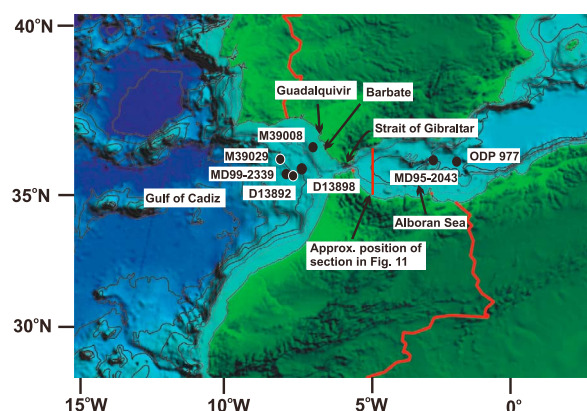 40°N
35°N
30°N
15°W
10°W
5°W
0°
Guadalquivir
Barbate
M39008
Strait of Gibraltar
M39029
ODP 977
MD99-2339
MD95-2043
D13892
D13898
Gulf of Cadiz
Alboran Sea
Approx. position of
section in Fig. 11